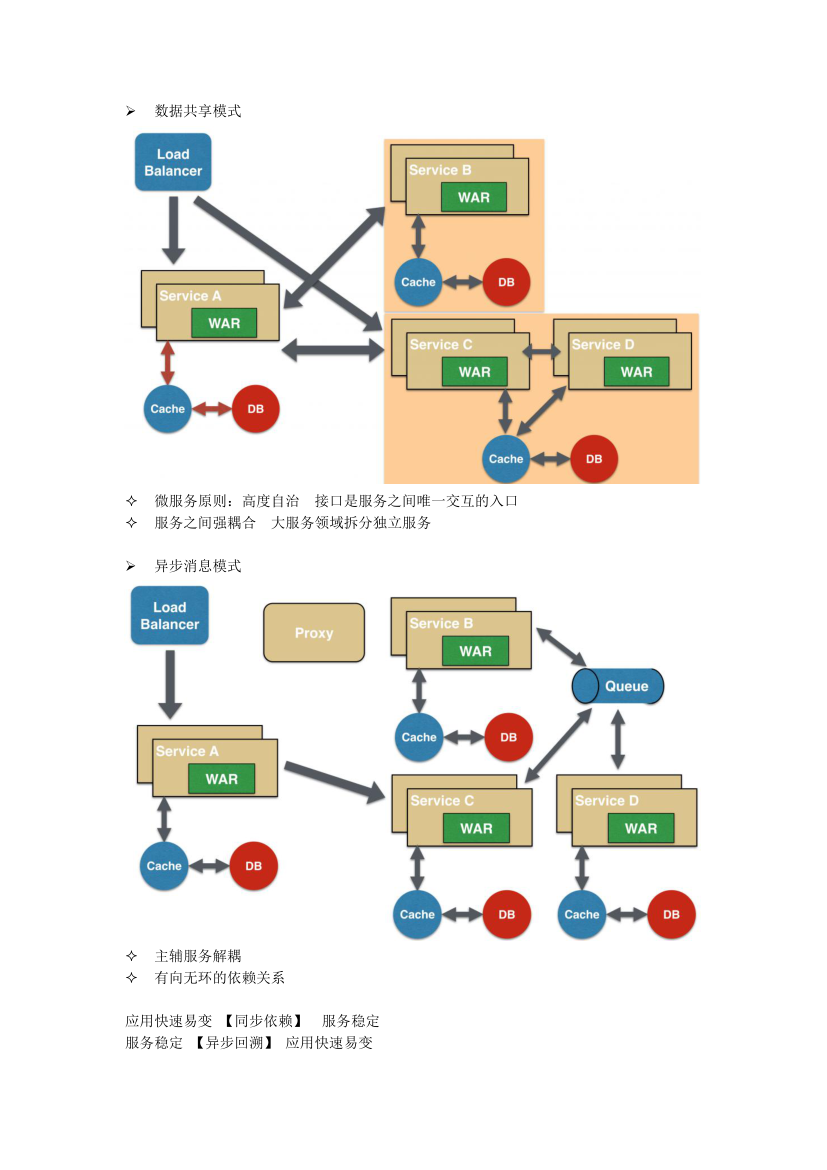 ➢ 数据共享模式
Load
Balancer
Service B
WAR
Cache
DB
Service A
WAR
Cache
DB
Service C
WAR
Service D
WAR
Cache
DB
✧ 微服务原则：高度自治 接口是服务之间唯一交互的入口
✧ 服务之间强耦合 大服务领域拆分独立服务
➢ 异步消息模式
Load
Balancer
Proxy
Service B
WAR
Queue
Cache
DB
Service A
WAR
Cache
DB
Service C
WAR
Service D
WAR
Cache
DB
Cache
DB
✧ 主辅服务解耦
✧ 有向无环的依赖关系
应用快速易变 【同步依赖】 服务稳定
服务稳定 【异步回溯】 应用快速易变